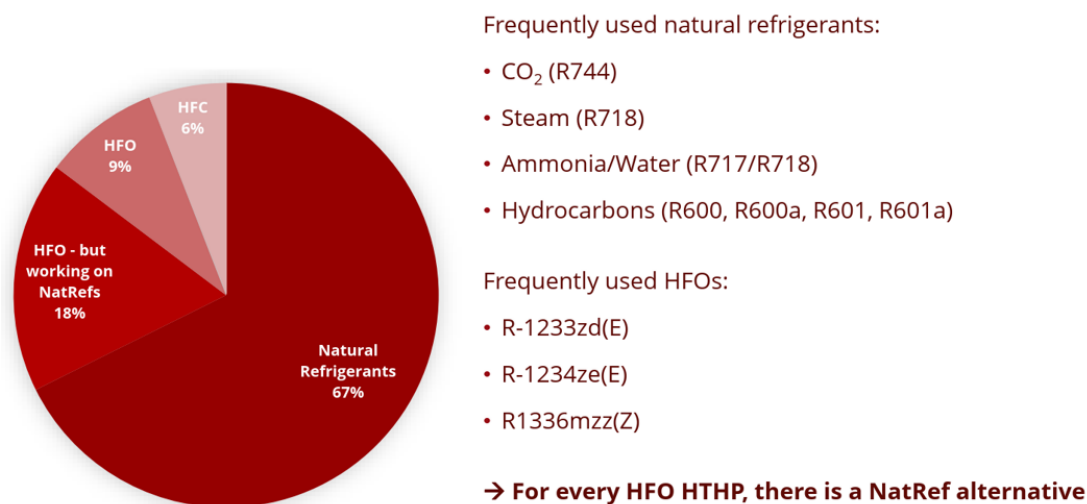 HFC
6%
HFO
9%
HFO - but
working on
NatRefs
18%
Natural
Refrigerants
67%
Frequently used natural refrigerants:
• CO₂ (R744)
• Steam (R718)
• Ammonia/Water (R717/R718)
• Hydrocarbons (R600, R600a, R601, R601a)
Frequently used HFOs:
• R-1233zd(E)
• R-1234ze(E)
• R1336mzz(Z)
→ For every HFO HTHP, there is a NatRef alternative